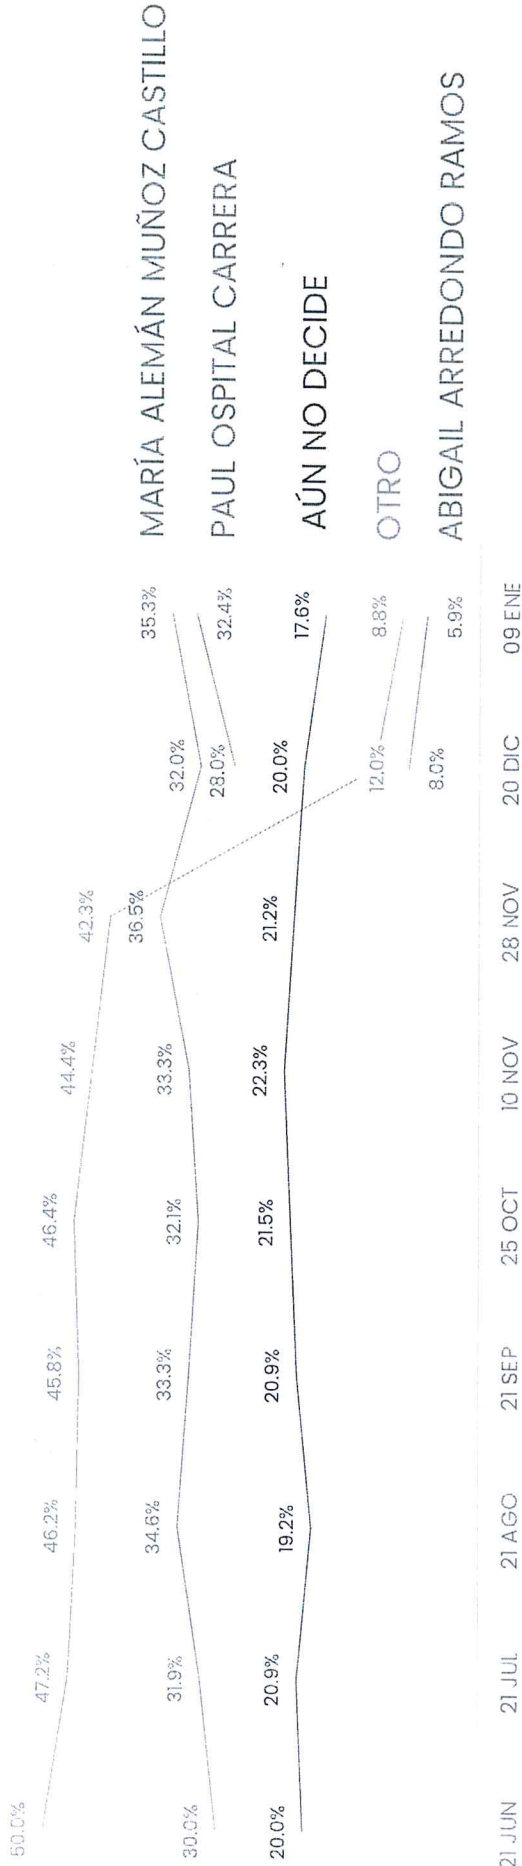 50.0% 47.2% 46.2% 45.8% 46.4% 44.4% 42.3%
30.0% 31.9% 34.6% 33.3% 32.1% 33.3% 36.5% 32.0% 35.3% MARÍA ALEMÁN MUÑOZ CASTILLO
28.0% 32.4% PAUL OSPITAL CARRERA
20.0% 20.9% 19.2% 20.9% 21.5% 22.3% 21.2% 20.0% 17.6% AÚN NO DECIDE
12.0% 8.8% OTRO
8.0% 5.9% ABIGAIL ARREDONDO RAMOS
21 JUN 21 JUL 21 AGO 21 SEP 25 OCT 10 NOV 28 NOV 20 DIC 09 ENE